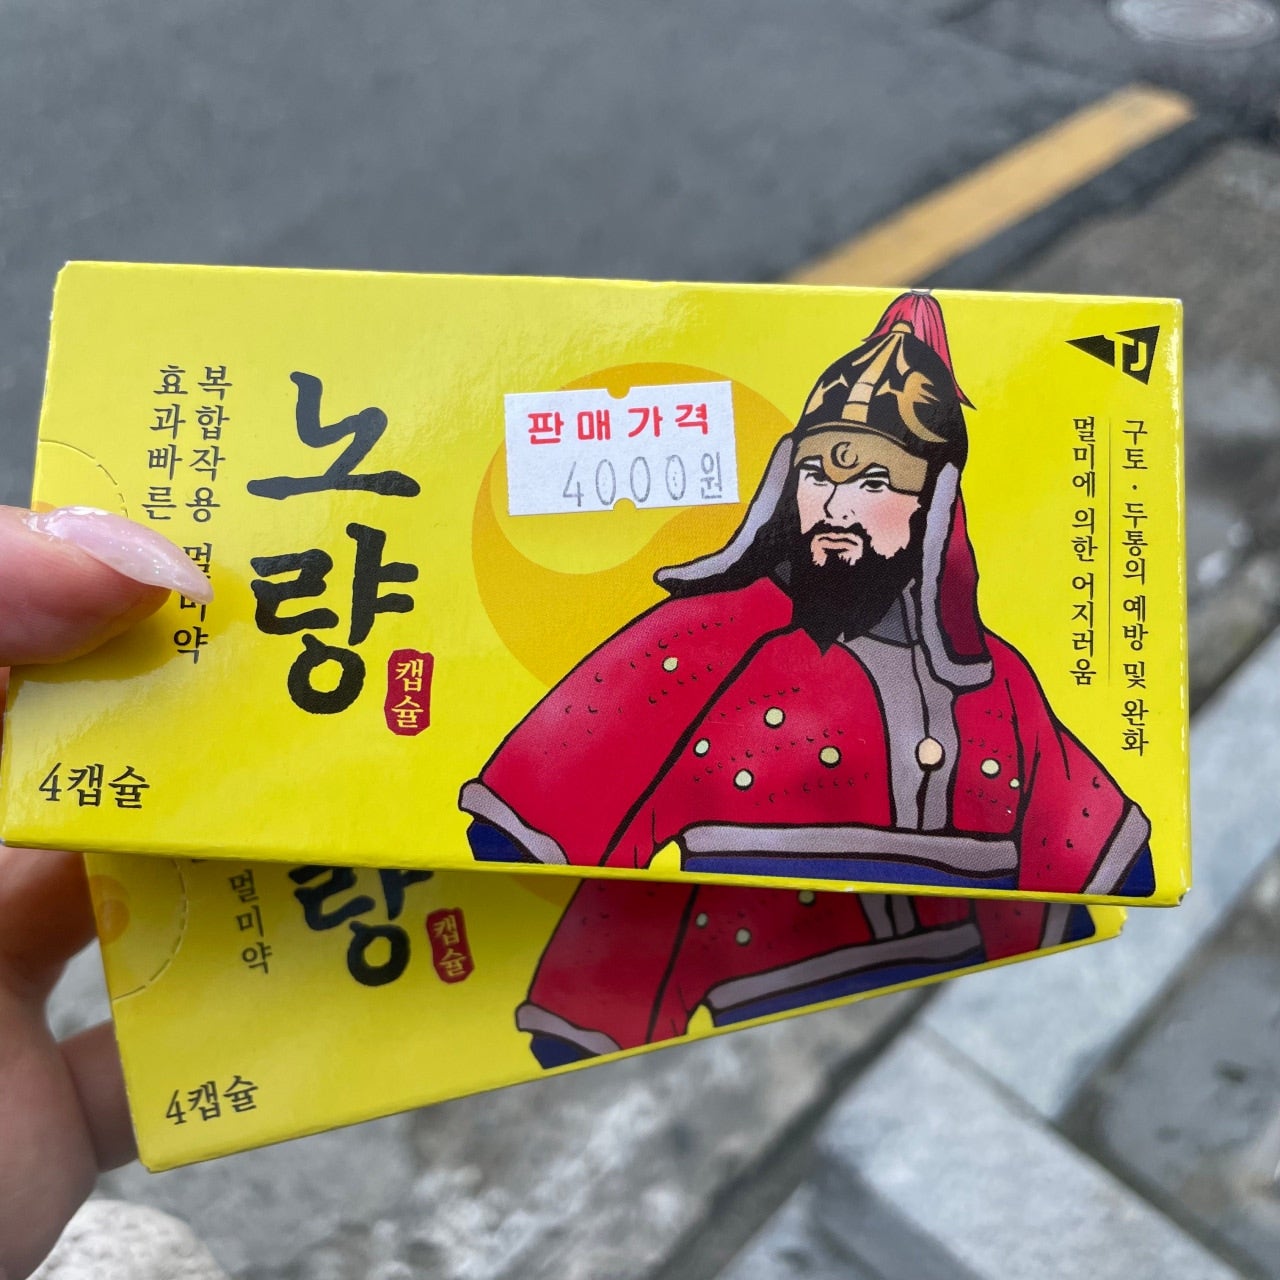 복합작용 멀미약
효과빠른
노량
캡슐
4캡슐
판매가격
4000원
구토·두통의 예방 및 완화
멀미에 의한 어지러움
멀미약
량
캡슐
4캡슐